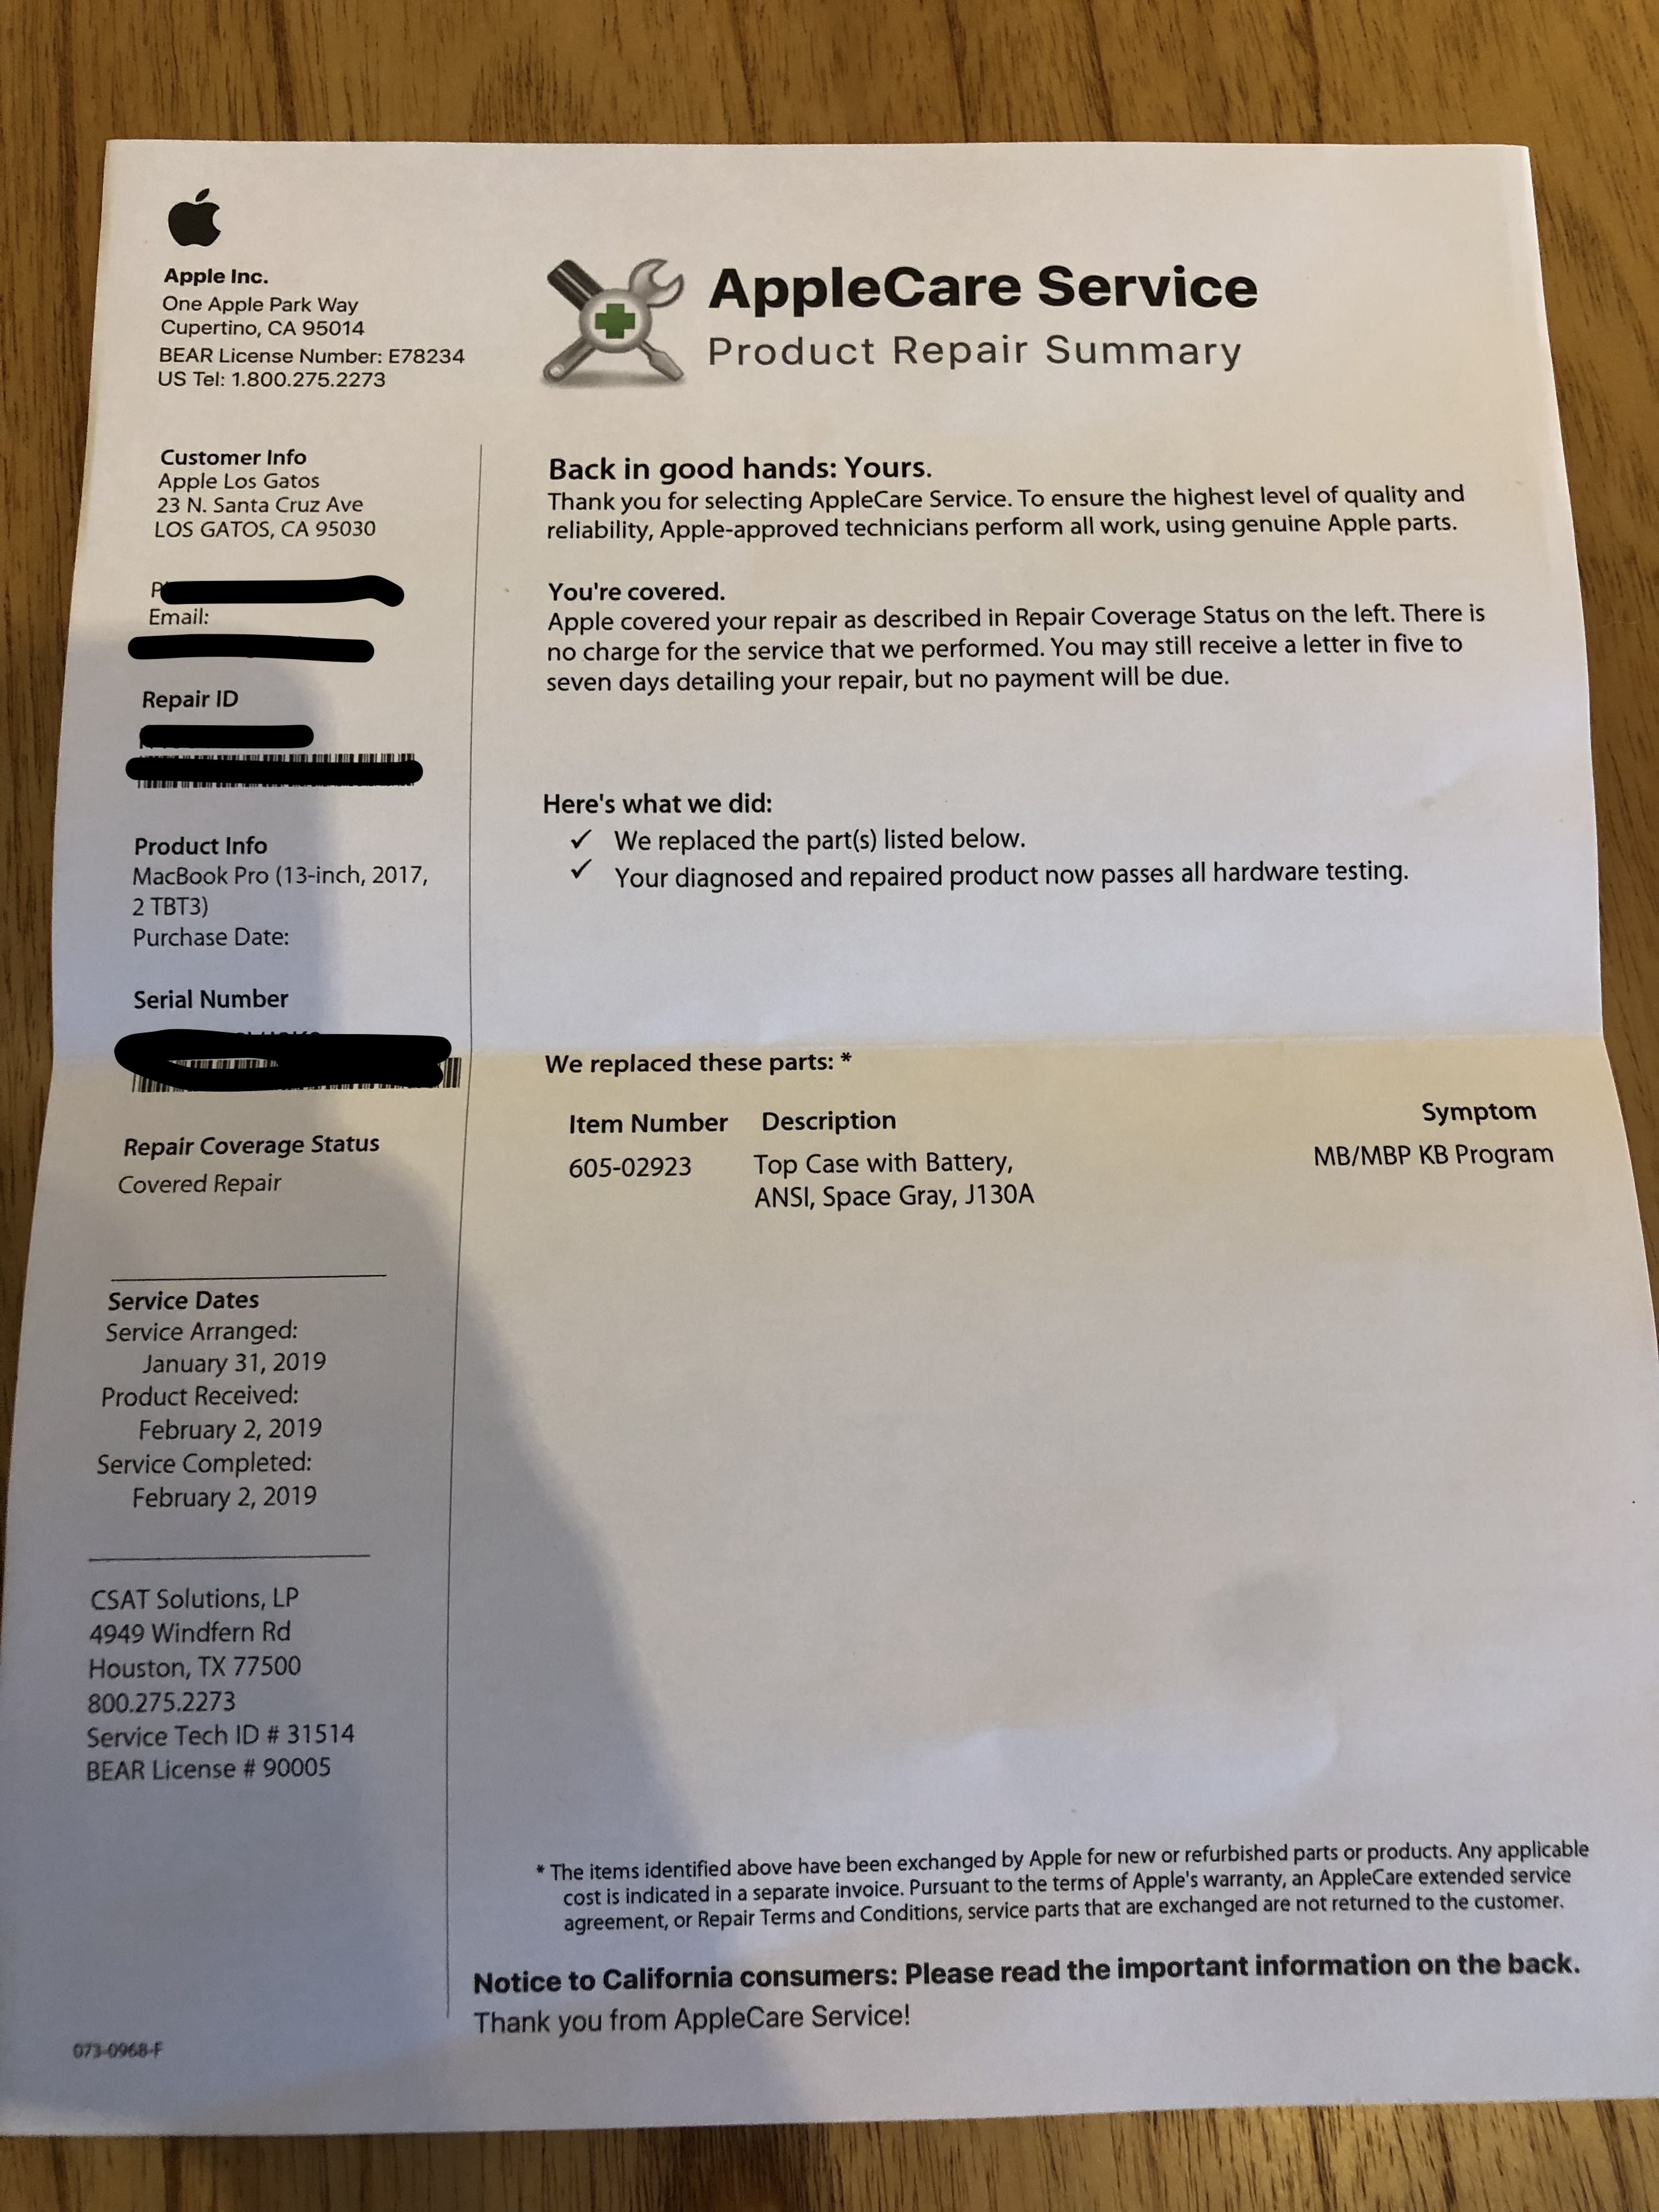 Apple Inc.
One Apple Park Way
Cupertino, CA 95014
BEAR License Number: E78234
US Tel: 1.800.275.2273
AppleCare Service
Product Repair Summary
Customer Info
Apple Los Gatos
23 N. Santa Cruz Ave
LOS GATOS, CA 95030
Email:
Repair ID
Product Info
MacBook Pro (13-inch, 2017,
2 TBT3)
Purchase Date:
Serial Number
Repair Coverage Status
Covered Repair
Service Dates
Service Arranged:
January 31, 2019
Product Received:
February 2, 2019
Service Completed:
February 2, 2019
CSAT Solutions, LP
4949 Windfern Rd
Houston, TX 77500
800.275.2273
Service Tech ID # 31514
BEAR License # 90005
073-0968-F
Back in good hands: Yours.
Thank you for selecting AppleCare Service. To ensure the highest level of quality and
reliability, Apple-approved technicians perform all work, using genuine Apple parts.
You're covered.
Apple covered your repair as described in Repair Coverage Status on the left. There is
no charge for the service that we performed. You may still receive a letter in five to
seven days detailing your repair, but no payment will be due.
Here's what we did:
✓ We replaced the part(s) listed below.
✓ Your diagnosed and repaired product now passes all hardware testing.
We replaced these parts: *
Item Number Description Symptom
605-02923 Top Case with Battery, MB/MBP KB Program
ANSI, Space Gray, J130A
* The items identified above have been exchanged by Apple for new or refurbished parts or products. Any applicable
cost is indicated in a separate invoice. Pursuant to the terms of Apple's warranty, an AppleCare extended service
agreement, or Repair Terms and Conditions, service parts that are exchanged are not returned to the customer.
Notice to California consumers: Please read the important information on the back.
Thank you from AppleCare Service!